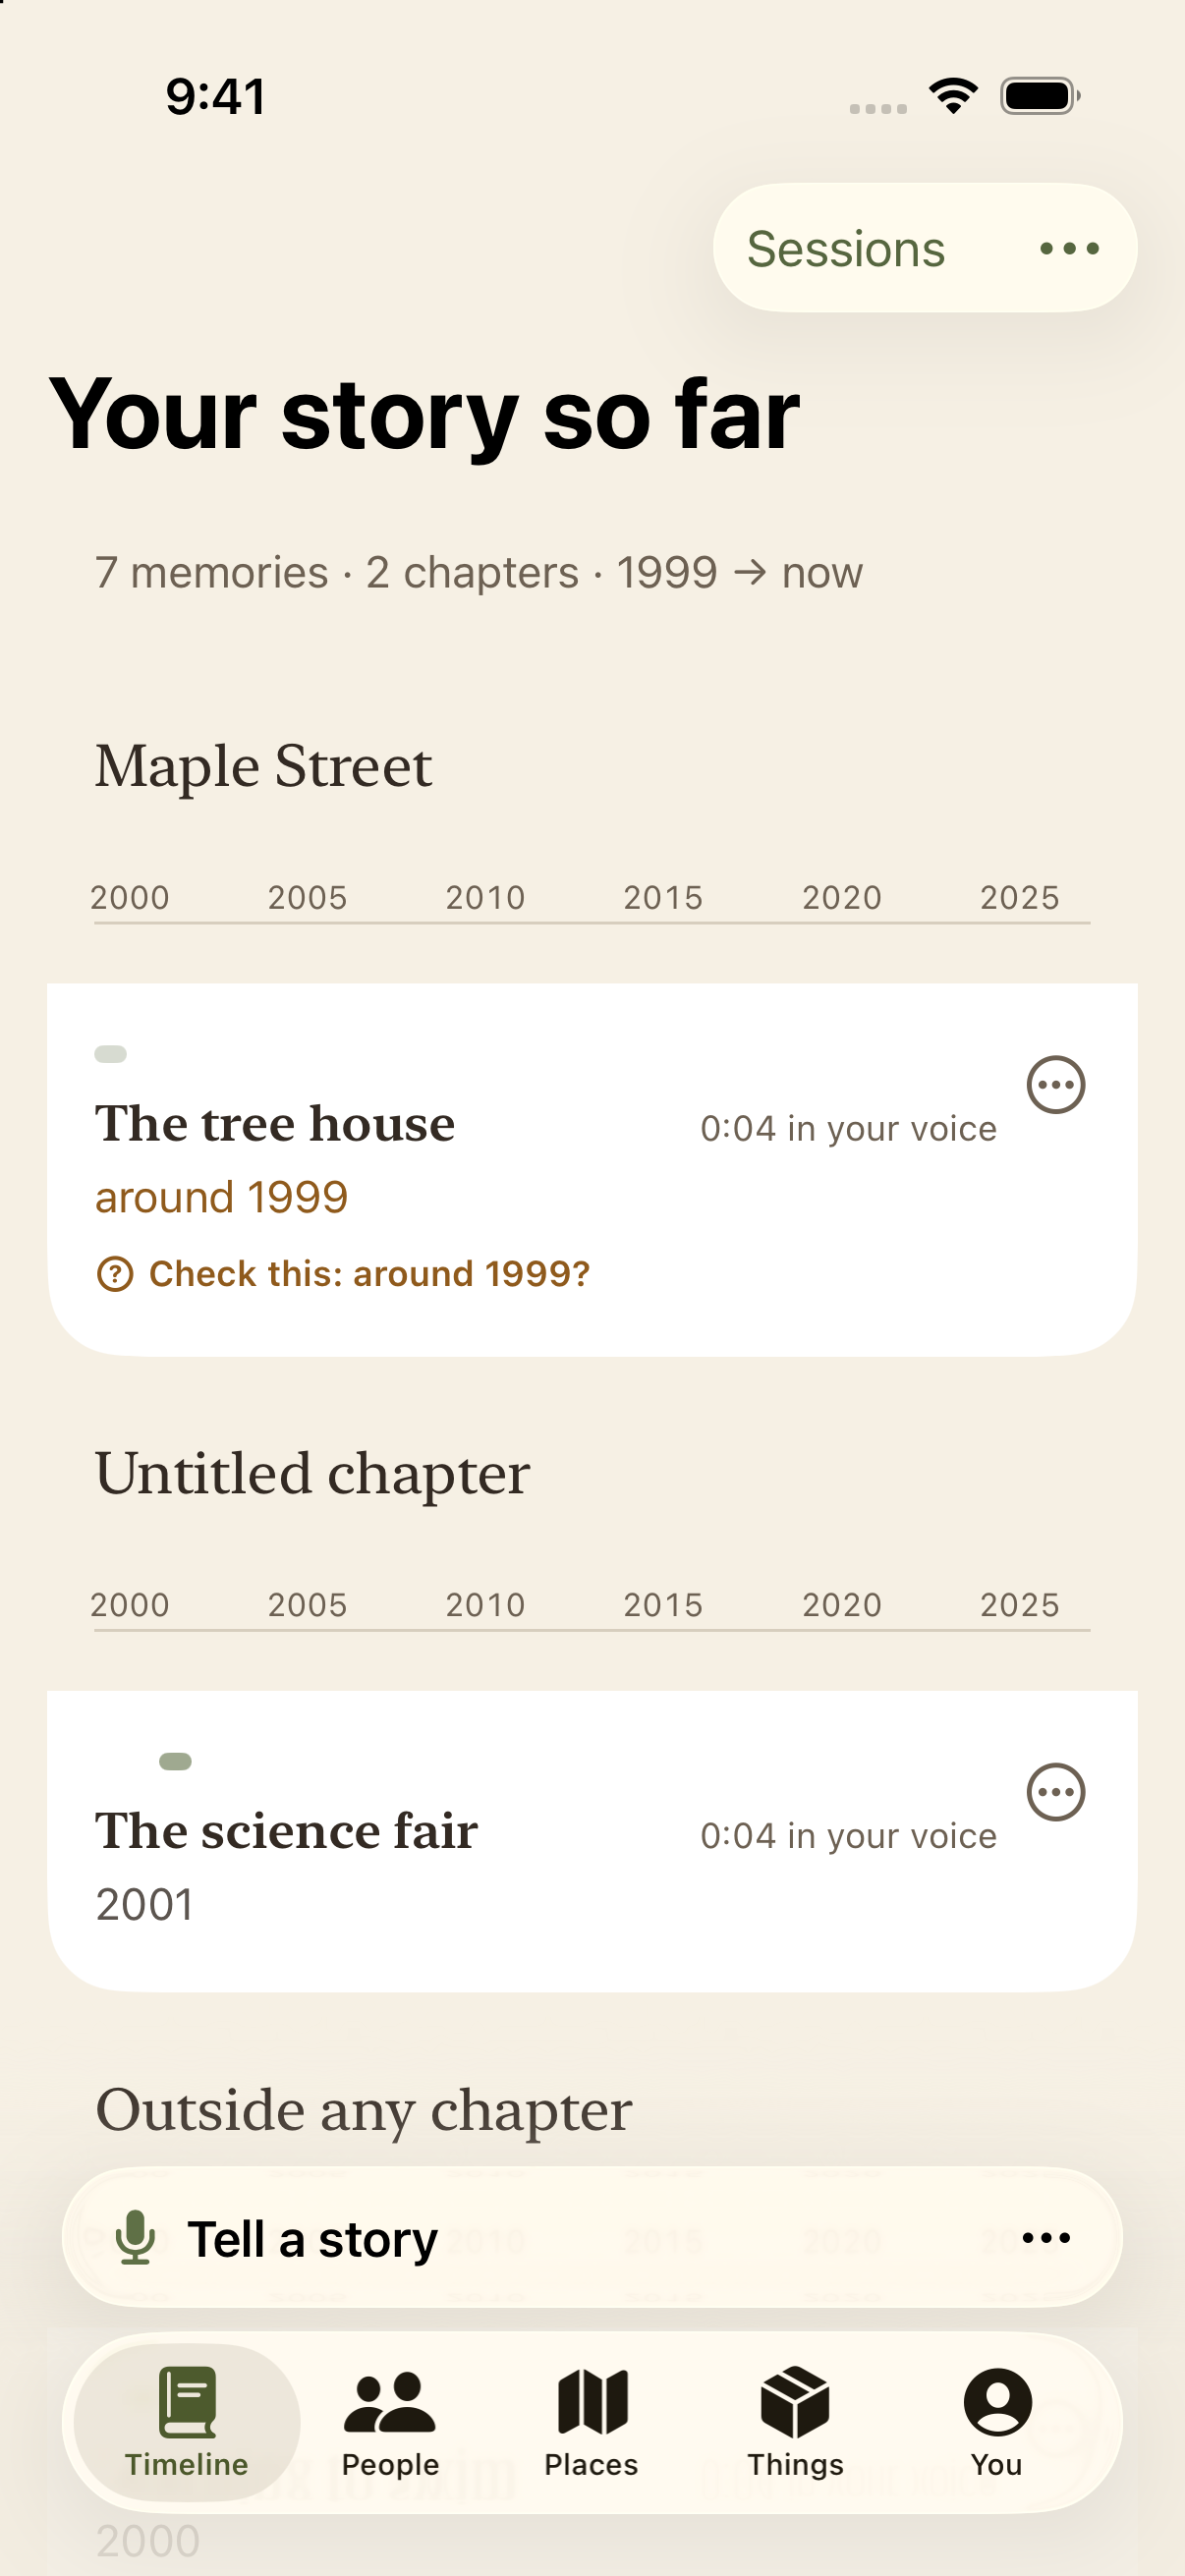 9:41
Sessions
Your story so far
7 memories · 2 chapters · 1999 → now
Maple Street
2000 2005 2010 2015 2020 2025
The tree house
0:04 in your voice
around 1999
Check this: around 1999?
Untitled chapter
2000 2005 2010 2015 2020 2025
The science fair
0:04 in your voice
2001
Outside any chapter
Tell a story
2010 2015 2020
Timeline People Places Things You
2000